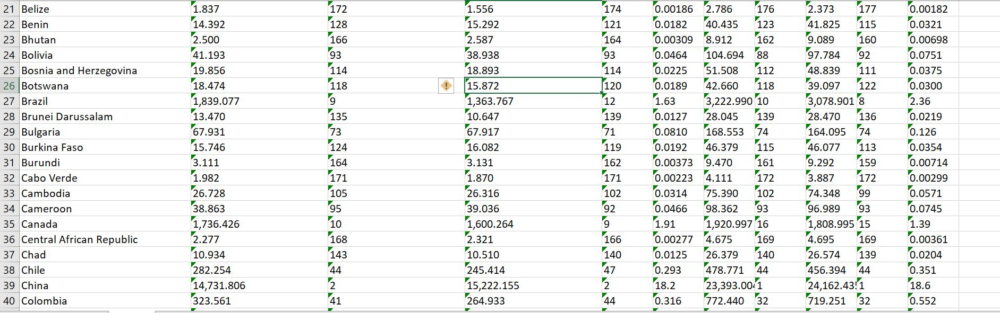 21 Belize 1.837 172 1.556 174 0.00186 2.786 176 2.373 177 0.00182
22 Benin 14.392 128 15.292 121 0.0182 40.435 123 41.825 115 0.0321
23 Bhutan 2.500 166 2.587 164 0.00309 8.912 162 9.089 160 0.00698
24 Bolivia 41.193 93 38.938 93 0.0464 104.694 88 97.784 92 0.0751
25 Bosnia and Herzegovina 19.856 114 18.893 114 0.0225 51.508 112 48.839 111 0.0375
26 Botswana 18.474 118 ! 15.872 120 0.0189 42.660 118 39.097 122 0.0300
27 Brazil 1,839.077 9 1,363.767 12 1.63 3,222.990 10 3,078.901 8 2.36
28 Brunei Darussalam 13.470 135 10.647 139 0.0127 28.045 139 28.470 136 0.0219
29 Bulgaria 67.931 73 67.917 71 0.0810 168.553 74 164.095 74 0.126
30 Burkina Faso 15.746 124 16.082 119 0.0192 46.379 115 46.077 113 0.0354
31 Burundi 3.111 164 3.131 162 0.00373 9.470 161 9.292 159 0.00714
32 Cabo Verde 1.982 171 1.870 171 0.00223 4.111 172 3.887 172 0.00299
33 Cambodia 26.728 105 26.316 102 0.0314 75.390 102 74.348 99 0.0571
34 Cameroon 38.863 95 39.036 92 0.0466 98.362 93 96.989 93 0.0745
35 Canada 1,736.426 10 1,600.264 9 1.91 1,920.997 16 1,808.995 15 1.39
36 Central African Republic 2.277 168 2.321 166 0.00277 4.675 169 4.695 169 0.00361
37 Chad 10.934 143 10.510 140 0.0125 26.379 140 26.574 139 0.0204
38 Chile 282.254 44 245.414 47 0.293 478.771 44 456.394 44 0.351
39 China 14,731.806 2 15,222.155 2 18.2 23,393.004 1 24,162.43 1 18.6
40 Colombia 323.561 41 264.933 44 0.316 772.440 32 719.251 32 0.552